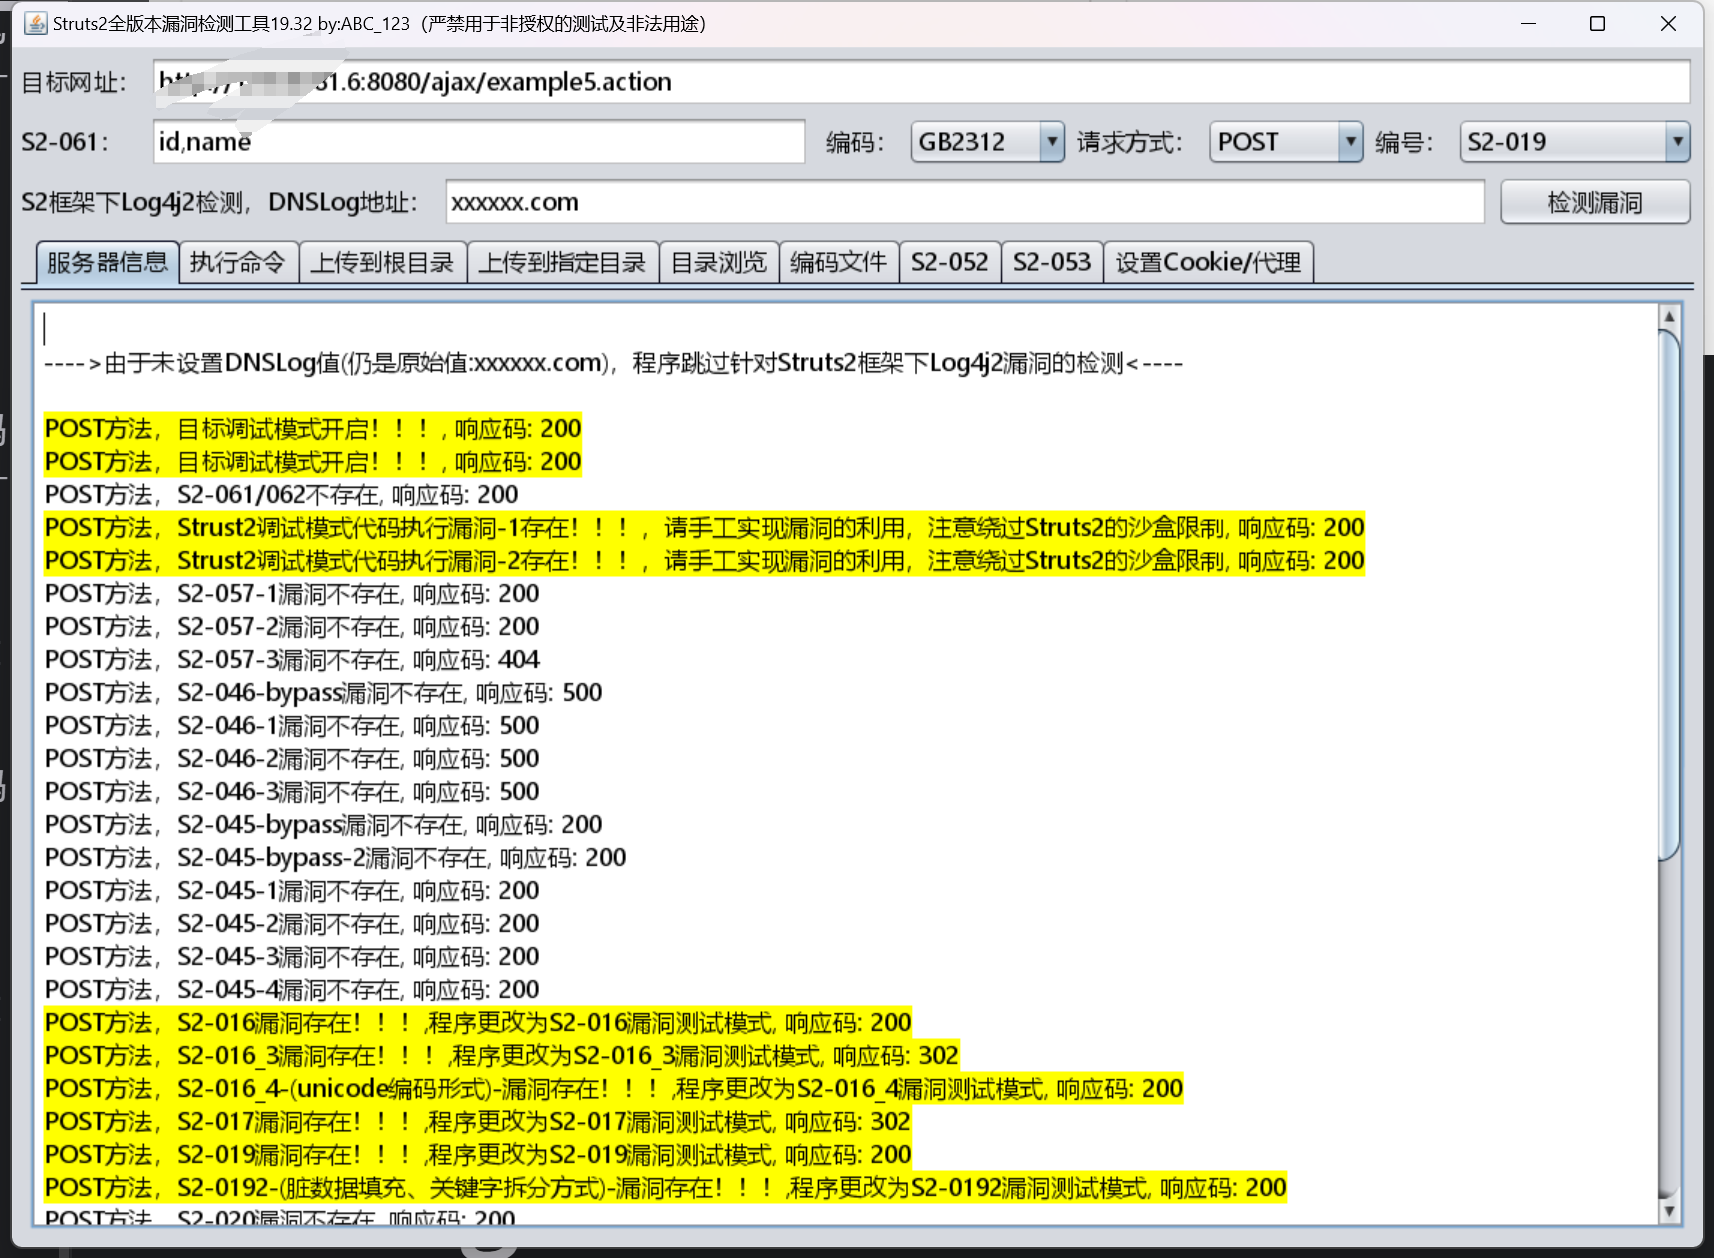 Struts2全版本漏洞检测工具19.32 by:ABC_123（严禁用于非授权的测试及非法用途）
目标网址： 31.6:8080/ajax/example5.action
S2-061： id,name 编码： GB2312 请求方式： POST 编号： S2-019
S2框架下Log4j2检测，DNSLog地址： xxxxxx.com 检测漏洞
服务器信息 执行命令 上传到根目录 上传到指定目录 目录浏览 编码文件 S2-052 S2-053 设置Cookie/代理
---->由于未设置DNSLog值(仍是原始值:xxxxxx.com)，程序跳过针对Struts2框架下Log4j2漏洞的检测<----
POST方法，目标调试模式开启！！！, 响应码: 200
POST方法，目标调试模式开启！！！, 响应码: 200
POST方法，S2-061/062不存在, 响应码: 200
POST方法，Strust2调试模式代码执行漏洞-1存在！！！，请手工实现漏洞的利用，注意绕过Struts2的沙盒限制, 响应码: 200
POST方法，Strust2调试模式代码执行漏洞-2存在！！！，请手工实现漏洞的利用，注意绕过Struts2的沙盒限制, 响应码: 200
POST方法，S2-057-1漏洞不存在, 响应码: 200
POST方法，S2-057-2漏洞不存在, 响应码: 200
POST方法，S2-057-3漏洞不存在, 响应码: 404
POST方法，S2-046-bypass漏洞不存在, 响应码: 500
POST方法，S2-046-1漏洞不存在, 响应码: 500
POST方法，S2-046-2漏洞不存在, 响应码: 500
POST方法，S2-046-3漏洞不存在, 响应码: 500
POST方法，S2-045-bypass漏洞不存在, 响应码: 200
POST方法，S2-045-bypass-2漏洞不存在, 响应码: 200
POST方法，S2-045-1漏洞不存在, 响应码: 200
POST方法，S2-045-2漏洞不存在, 响应码: 200
POST方法，S2-045-3漏洞不存在, 响应码: 200
POST方法，S2-045-4漏洞不存在, 响应码: 200
POST方法，S2-016漏洞存在！！！,程序更改为S2-016漏洞测试模式, 响应码: 200
POST方法，S2-016_3漏洞存在！！！,程序更改为S2-016_3漏洞测试模式, 响应码: 302
POST方法，S2-016_4-(unicode编码形式)-漏洞存在！！！,程序更改为S2-016_4漏洞测试模式, 响应码: 200
POST方法，S2-017漏洞存在！！！,程序更改为S2-017漏洞测试模式, 响应码: 302
POST方法，S2-019漏洞存在！！！,程序更改为S2-019漏洞测试模式, 响应码: 200
POST方法，S2-0192-(脏数据填充、关键字拆分方式)-漏洞存在！！！,程序更改为S2-0192漏洞测试模式, 响应码: 200
POST方法，S2-020漏洞不存在, 响应码: 200